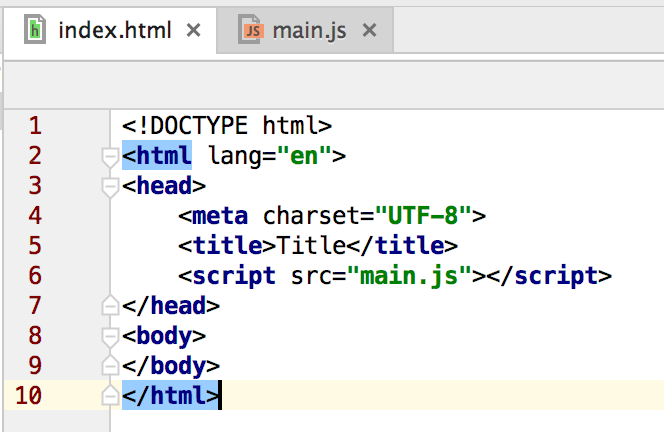 index.html main.js
1 <!DOCTYPE html>
2 <html lang="en">
3 <head>
4     <meta charset="UTF-8">
5     <title>Title</title>
6     <script src="main.js"></script>
7 </head>
8 <body>
9 </body>
10 </html>